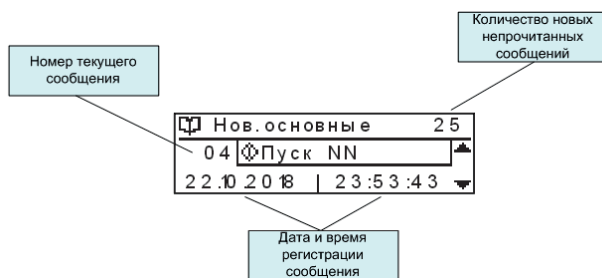 Количество новых
непрочитанных
сообщений
Номер текущего
сообщения
Нов.основные 25
04 Пуск NN
22.10.2018 | 23:53:43
Дата и время
регистрации
сообщения